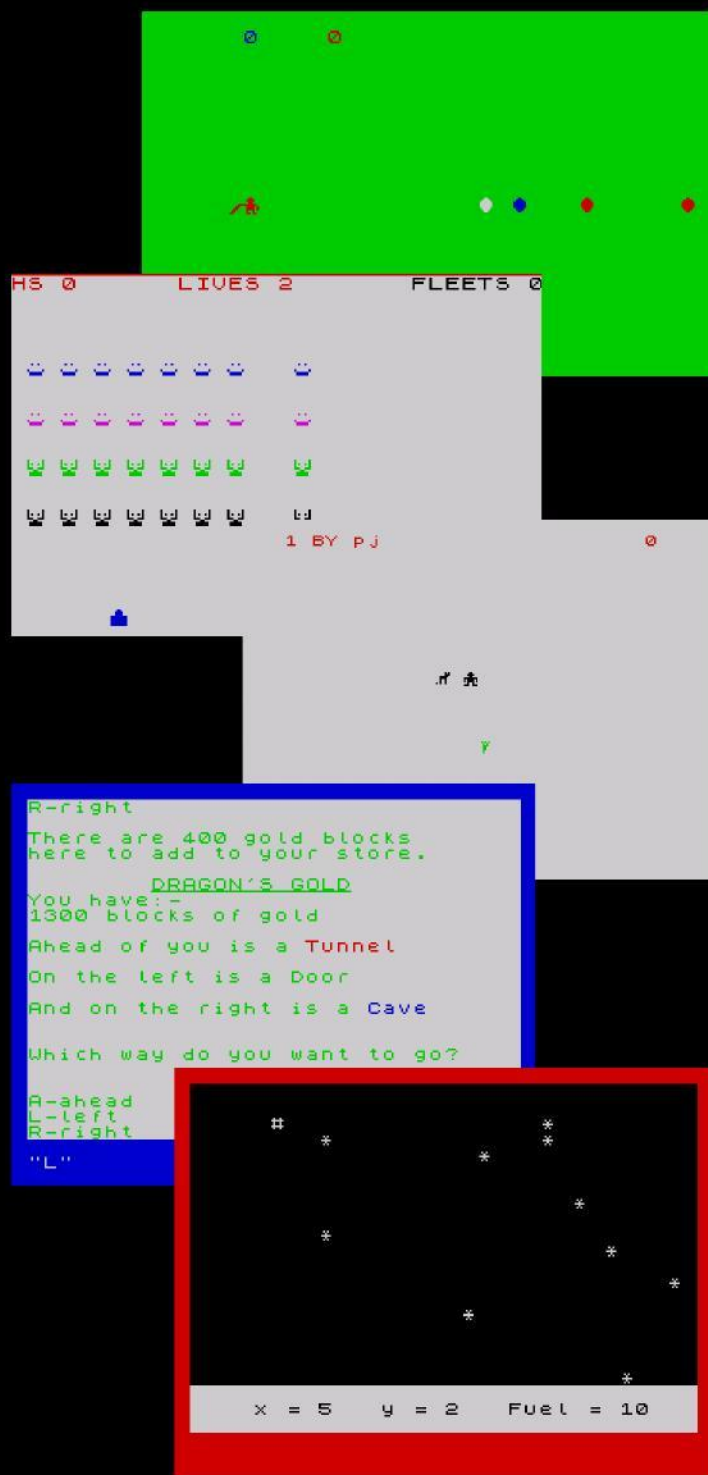 0 0
HS 0 LIVES 2 FLEETS 0
1 BY pj 0
R-right
There are 400 gold blocks
here to add to your store.
DRAGON'S GOLD
You have:-
1300 blocks of gold
Ahead of you is a Tunnel
On the left is a Door
And on the right is a Cave
Which way do you want to go?
A-ahead
L-left
R-right
"L"
x = 5 y = 2 Fuel = 10